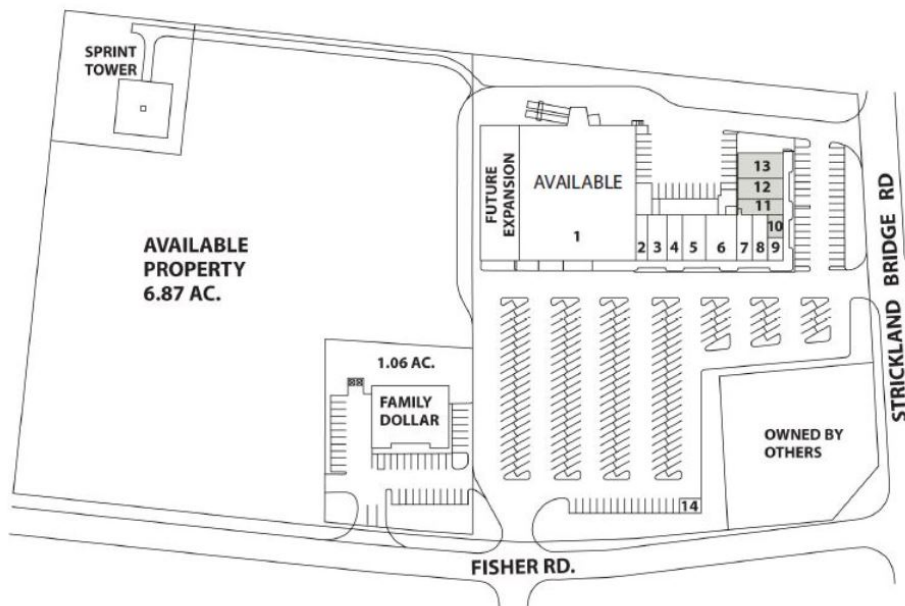 SPRINT
TOWER
AVAILABLE
PROPERTY
6.87 AC.
FUTURE
EXPANSION
AVAILABLE
1
2
3
4
5
6
7
8
9
10
11
12
13
1.06 AC.
FAMILY
DOLLAR
OWNED BY
OTHERS
14
STRICKLAND BRIDGE RD
FISHER RD.